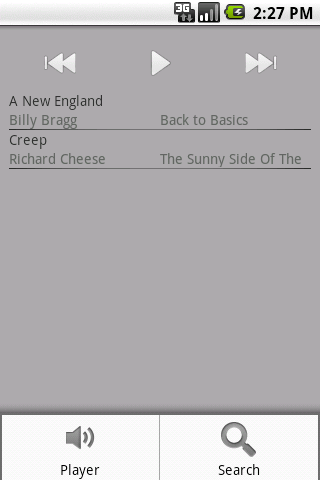 3G 2:27 PM
A New England
Billy Bragg Back to Basics
Creep
Richard Cheese The Sunny Side Of The
Player Search